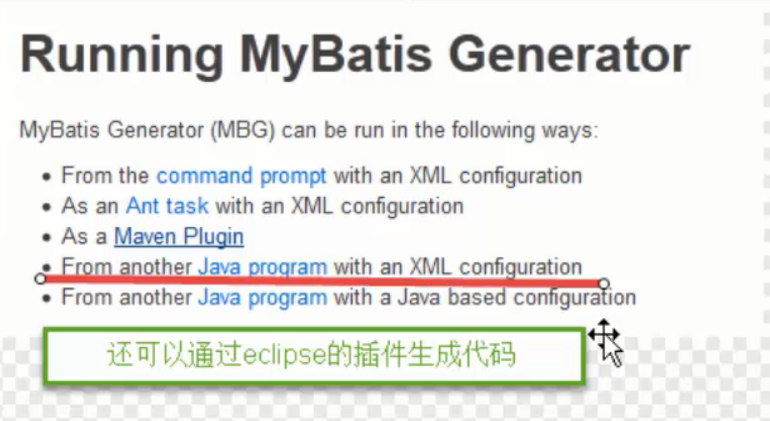 Running MyBatis Generator
MyBatis Generator (MBG) can be run in the following ways:
• From the command prompt with an XML configuration
• As an Ant task with an XML configuration
• As a Maven Plugin
• From another Java program with an XML configuration
• From another Java program with a Java based configuration
还可以通过eclipse的插件生成代码